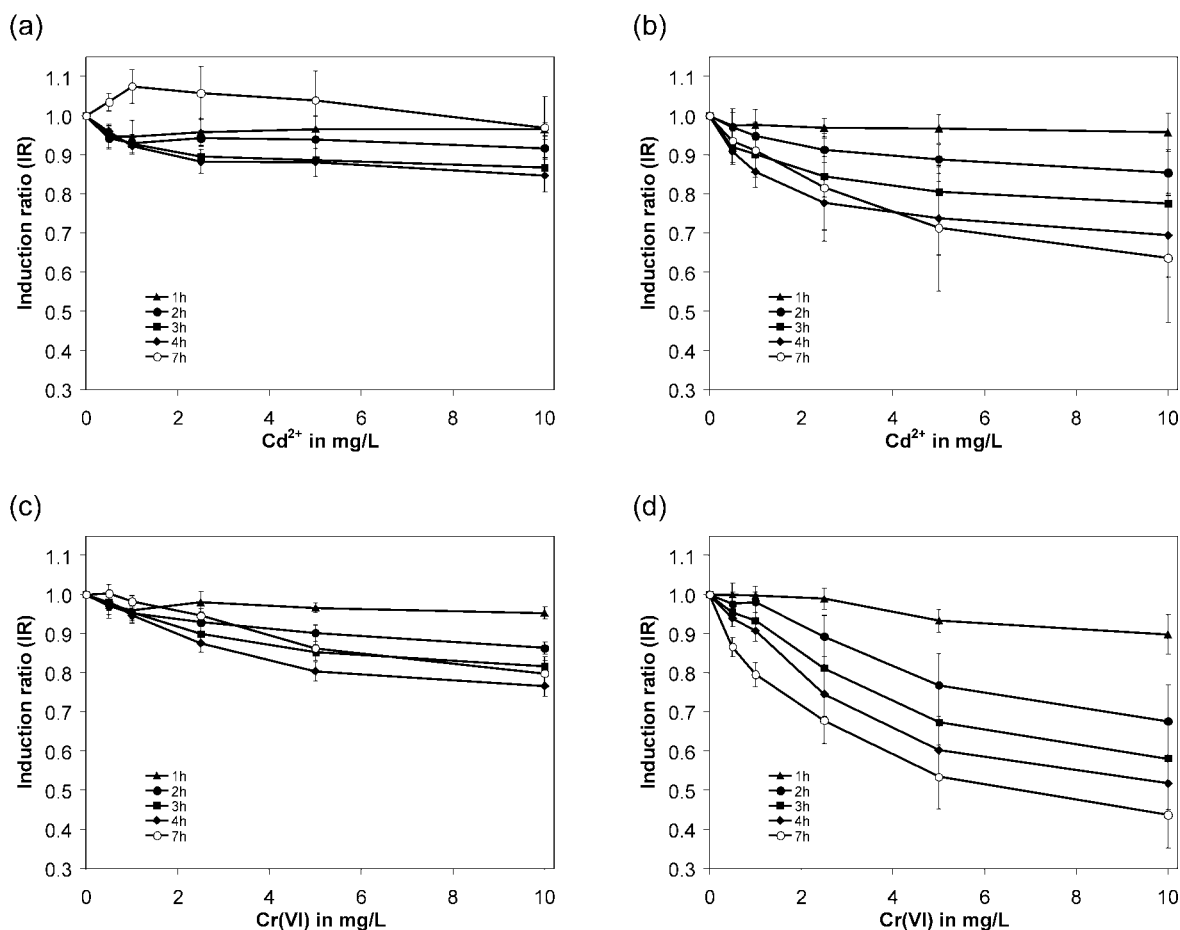 (a)
Induction ratio (IR)
1.1
1.0
0.9
0.8
0.7
0.6
0.5
0.4
0.3
1h
2h
3h
4h
7h
0 2 4 6 8 10
Cd²⁺ in mg/L
(b)
Induction ratio (IR)
1.1
1.0
0.9
0.8
0.7
0.6
0.5
0.4
0.3
1h
2h
3h
4h
7h
0 2 4 6 8 10
Cd²⁺ in mg/L
(c)
Induction ratio (IR)
1.1
1.0
0.9
0.8
0.7
0.6
0.5
0.4
0.3
1h
2h
3h
4h
7h
0 2 4 6 8 10
Cr(VI) in mg/L
(d)
Induction ratio (IR)
1.1
1.0
0.9
0.8
0.7
0.6
0.5
0.4
0.3
1h
2h
3h
4h
7h
0 2 4 6 8 10
Cr(VI) in mg/L